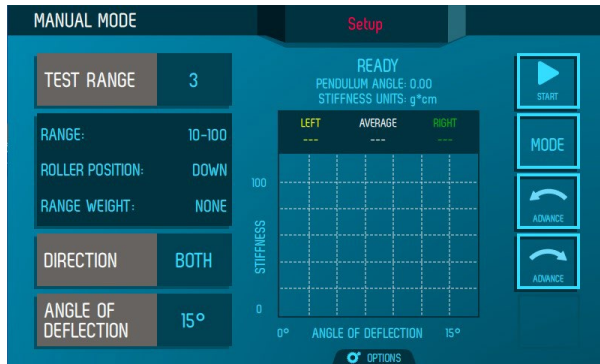 MANUAL MODE
Setup
TEST RANGE 3
RANGE: 10-100
ROLLER POSITION: DOWN
RANGE WEIGHT: NONE
DIRECTION BOTH
ANGLE OF
DEFLECTION
15°
READY
PENDULUM ANGLE: 0.00
STIFFNESS UNITS: g*cm
LEFT AVERAGE RIGHT
--- --- ---
100
STIFFNESS
0
0° ANGLE OF DEFLECTION 15°
OPTIONS
START
MODE
ADVANCE
ADVANCE